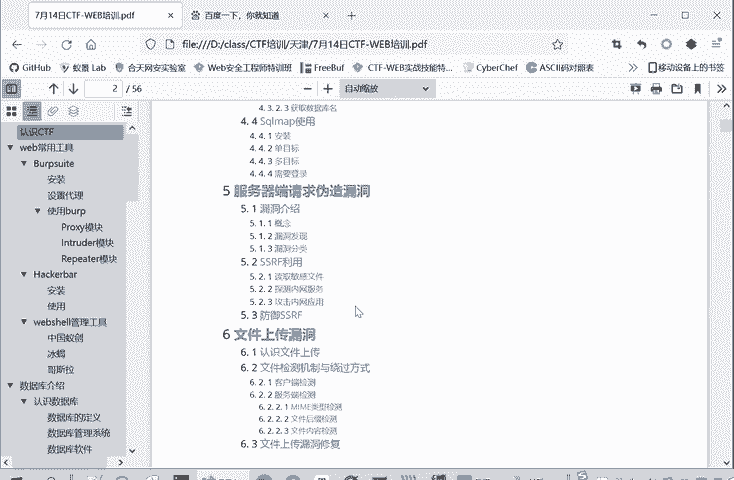 7月14日CTF-WEB培训.pdf
百度一下，你就知道
file:///D:/class/CTF培训/天津/7月14日CTF-WEB培训.pdf
GitHub 蚁景 Lab 合天网安实验室 Web安全工程师特训班 FreeBuf CTF-WEB实战技能特... CyberChef ASCII码对照表 移动设备上的书签
2 / 56 自动缩放
认识CTF
web常用工具
Burpsuite
安装
设置代理
使用burp
Proxy模块
Intruder模块
Repeater模块
Hackerbar
安装
使用
webshell管理工具
中国蚁剑
冰蝎
哥斯拉
数据库介绍
认识数据库
数据库的定义
数据库管理系统
数据库软件
4. 3. 2. 3 获取数据库名
4. 4 Sqlmap使用
4. 4. 1 安装
4. 4. 2 单目标
4. 4. 3 多目标
4. 4. 4 需要登录
5 服务器端请求伪造漏洞
5. 1 漏洞介绍
5. 1. 1 概念
5. 1. 2 漏洞发现
5. 1. 3 漏洞分类
5. 2 SSRF利用
5. 2. 1 读取敏感文件
5. 2. 2 探测内网服务
5. 2. 3 攻击内网应用
5. 3 防御SSRF
6 文件上传漏洞
6. 1 认识文件上传
6. 2 文件检测机制与绕过方式
6. 2. 1 客户端检测
6. 2. 2 服务端检测
6. 2. 2. 1 MIME类型检测
6. 2. 2. 2 文件后缀检测
6. 2. 2. 3 文件内容检测
6. 3 文件上传漏洞修复